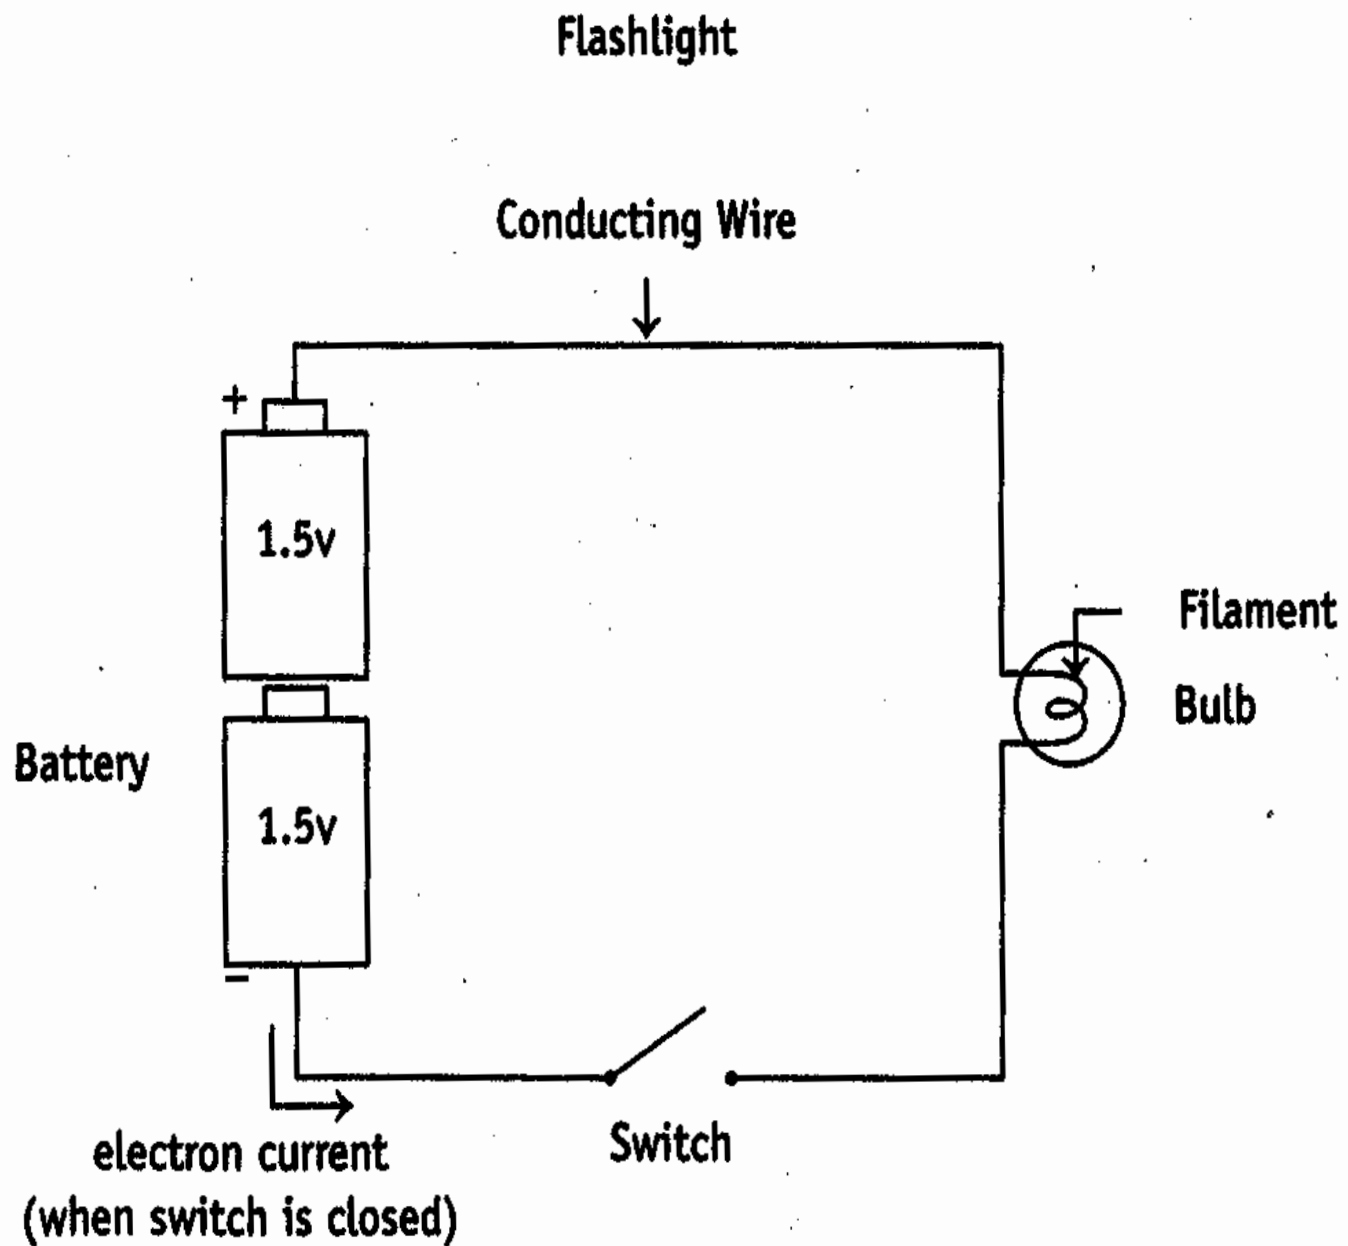 Flashlight
Conducting Wire
+
1.5v
Filament
Bulb
Battery
1.5v
-
Switch
electron current
(when switch is closed)